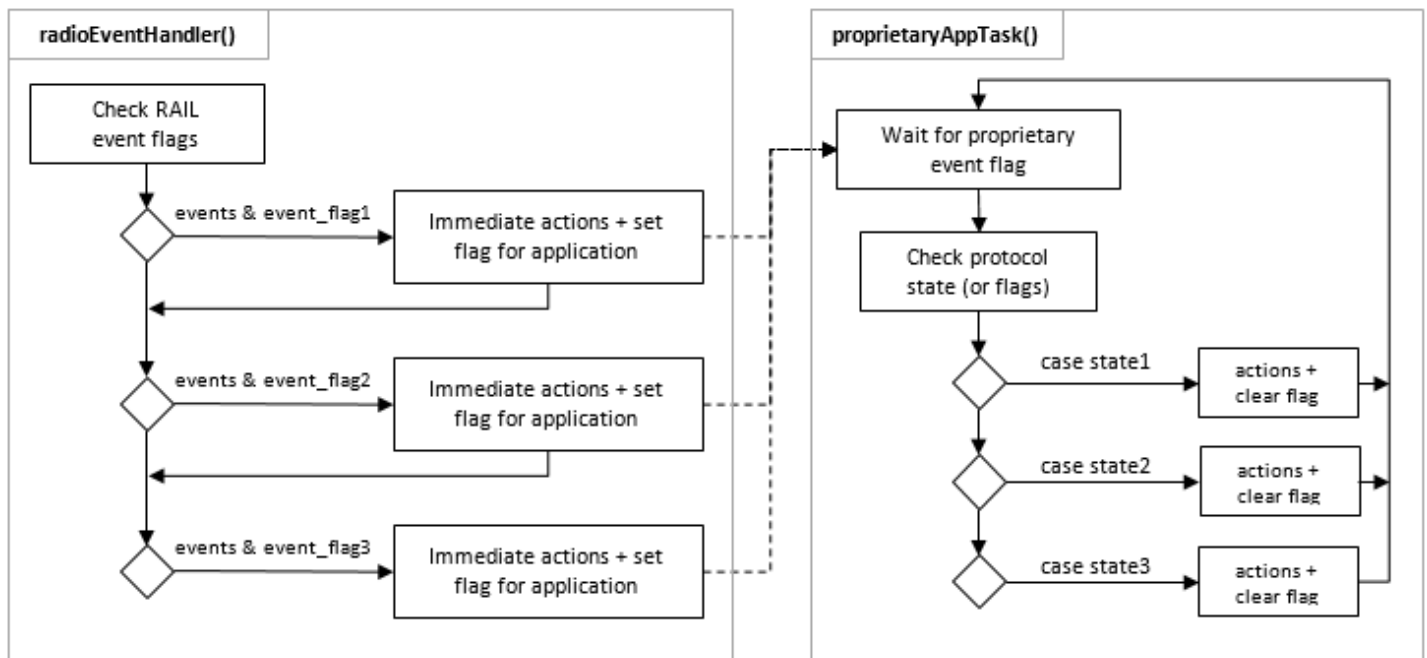 radioEventHandler()
Check RAIL
event flags
events & event_flag1
Immediate actions + set
flag for application
events & event_flag2
Immediate actions + set
flag for application
events & event_flag3
Immediate actions + set
flag for application
proprietaryAppTask()
Wait for proprietary
event flag
Check protocol
state (or flags)
case state1
actions +
clear flag
case state2
actions +
clear flag
case state3
actions +
clear flag